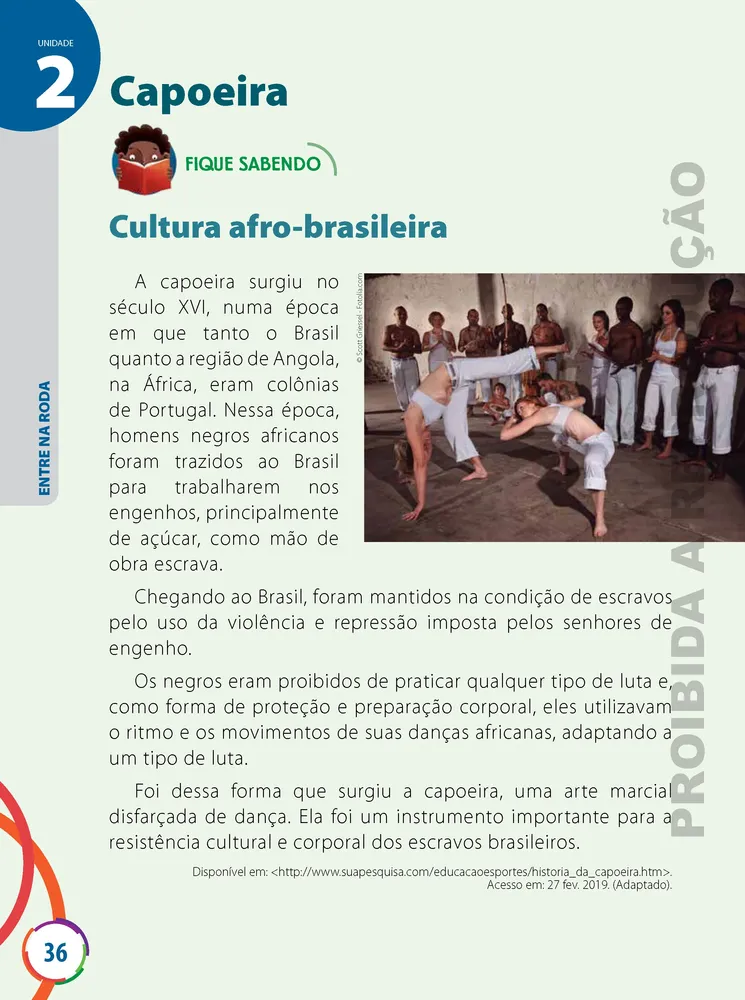 UNIDADE
2
Capoeira
FIQUE SABENDO
Cultura afro-brasileira
A capoeira surgiu no
século XVI, numa época
em que tanto o Brasil
quanto a região de Angola,
na África, eram colônias
de Portugal. Nessa época,
homens negros africanos
foram trazidos ao Brasil
para trabalharem nos
engenhos, principalmente
de açúcar, como mão de
obra escrava.
© Scott Griessel - Fotolia.com
Chegando ao Brasil, foram mantidos na condição de escravos
pelo uso da violência e repressão imposta pelos senhores de
engenho.
Os negros eram proibidos de praticar qualquer tipo de luta e,
como forma de proteção e preparação corporal, eles utilizavam
o ritmo e os movimentos de suas danças africanas, adaptando a
um tipo de luta.
Foi dessa forma que surgiu a capoeira, uma arte marcial
disfarçada de dança. Ela foi um instrumento importante para a
resistência cultural e corporal dos escravos brasileiros.
Disponível em: <http://www.suapesquisa.com/educacaoesportes/historia_da_capoeira.htm>.
Acesso em: 27 fev. 2019. (Adaptado).
ENTRE NA RODA
36
PROIBIDA A